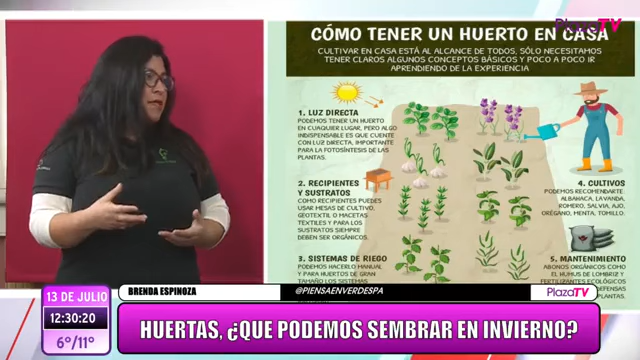 CÓMO TENER UN HUERTO EN CASA
PlazaTV
CULTIVAR EN CASA ESTÁ AL ALCANCE DE TODOS, SÓLO NECESITAMOS
TENER CLAROS ALGUNOS CONCEPTOS BÁSICOS Y POCO A POCO IR
APRENDIENDO DE LA EXPERIENCIA
1. LUZ DIRECTA
PODEMOS TENER UN HUERTO
EN CUALQUIER LUGAR, PERO ALGO
INDISPENSABLE ES QUE CUENTE
CON LUZ DIRECTA, IMPORTANTE
PARA LA FOTOSÍNTESIS DE LAS
PLANTAS.
2. RECIPIENTES
Y SUSTRATOS
COMO RECIPIENTES PUEDES
USAR MESAS DE CULTIVO,
GEOTEXTIL O MACETAS
TEXTILES Y PARA LOS
SUSTRATOS SIEMPRE
DEBEN SER ORGÁNICOS.
3. SISTEMAS DE RIEGO
PODEMOS HACERLO MANUAL
Y PARA HUERTOS DE GRAN
TAMAÑO LOS SISTEMAS
4. CULTIVOS
PODEMOS RECOMENDARTE:
ALBAHACA, LAVANDA,
ROMERO, SALVIA, AJO,
ORÉGANO, MENTA, TOMILLO.
5. MANTENIMIENTO
ABONOS ORGÁNICOS COMO
EL HUMUS DE LOMBRIZ Y
FERTILIZANTES ECOLÓGICOS
DEFENSAS
PLANTAS.
13 DE JULIO
12:30:20
6°/11°
BRENDA ESPINOZA
@PIENSAENVERDESPA
PlazaTV
HUERTAS, ¿QUE PODEMOS SEMBRAR EN INVIERNO?